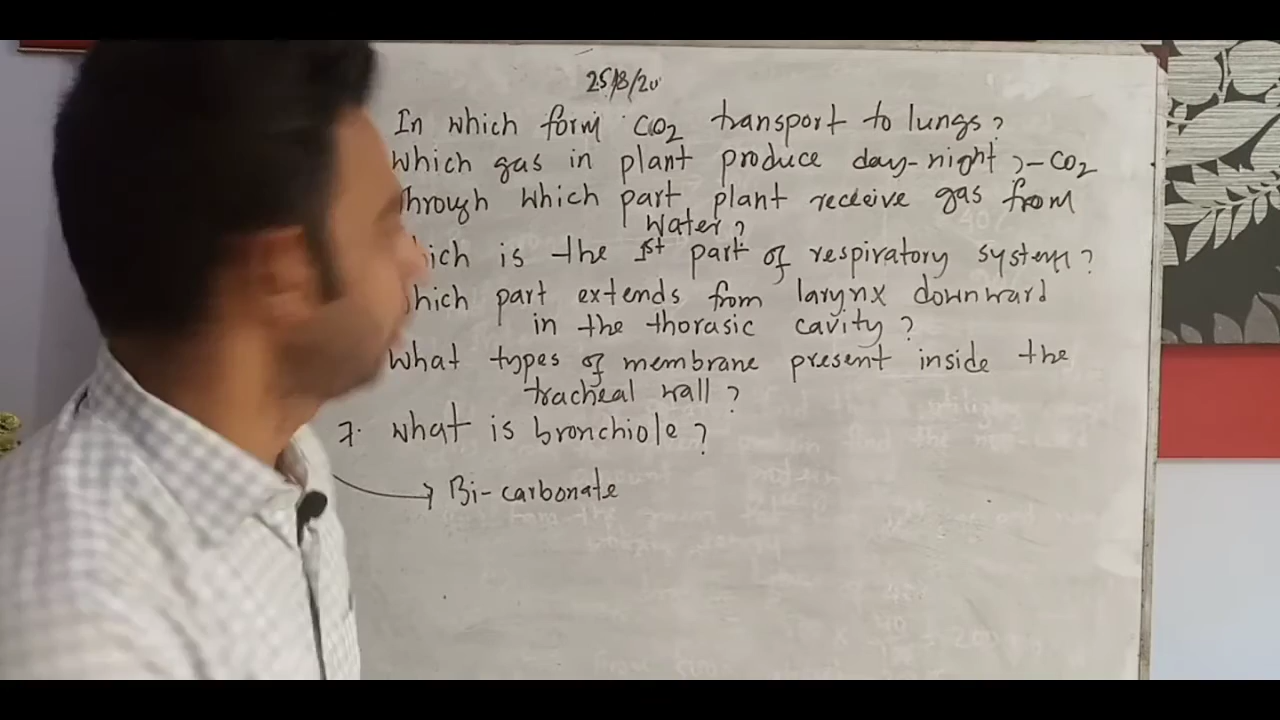 25/8/20
In which form CO2 transport to lungs?
which gas in plant produce day-night ?-CO2
hrough which part plant receive gas from
water?
hich is the 1st part of respiratory system?
hich part extends from larynx downward
in the thorasic cavity?
What types of membrane present inside the
tracheal wall?
7. what is bronchiole?
→ Bi-carbonate